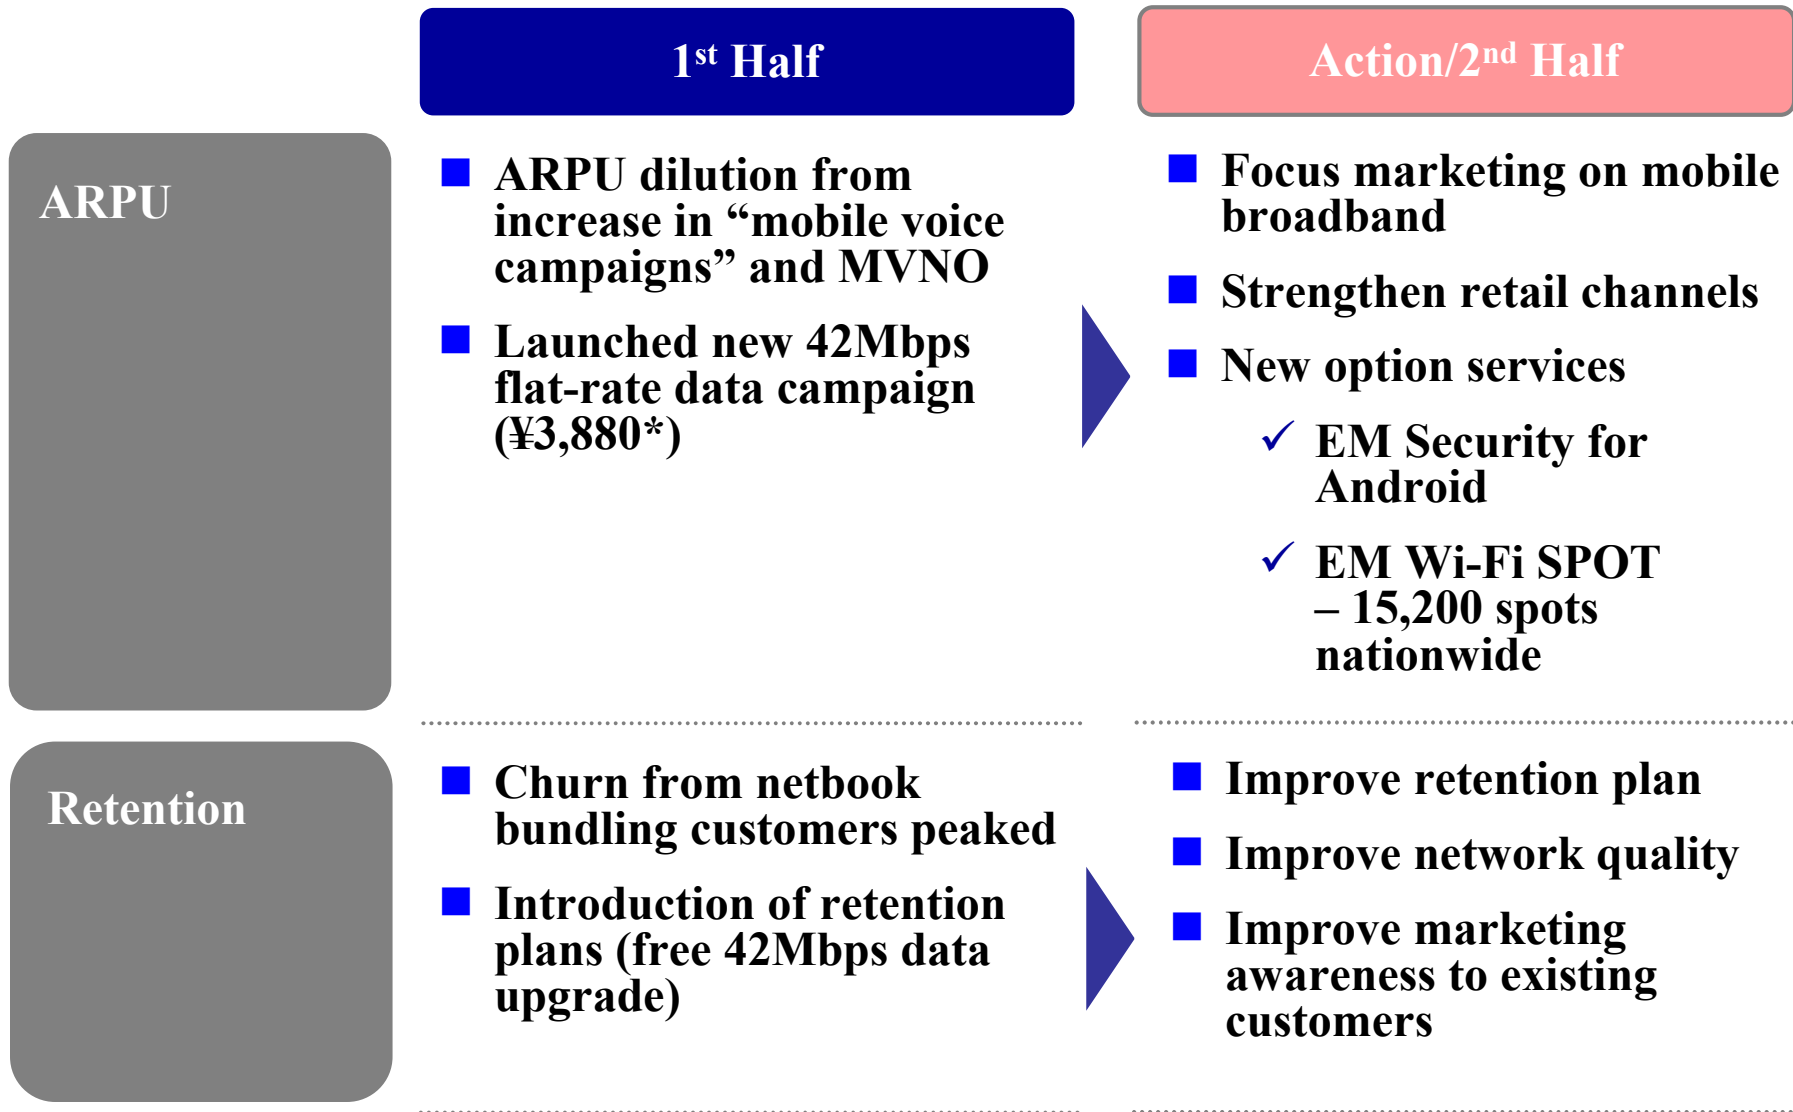 1st Half
Action/2nd Half
ARPU
■ ARPU dilution from
increase in “mobile voice
campaigns” and MVNO
■ Launched new 42Mbps
flat-rate data campaign
(¥3,880*)
■ Focus marketing on mobile
broadband
■ Strengthen retail channels
■ New option services
✓ EM Security for
Android
✓ EM Wi-Fi SPOT
– 15,200 spots
nationwide
Retention
■ Churn from netbook
bundling customers peaked
■ Introduction of retention
plans (free 42Mbps data
upgrade)
■ Improve retention plan
■ Improve network quality
■ Improve marketing
awareness to existing
customers